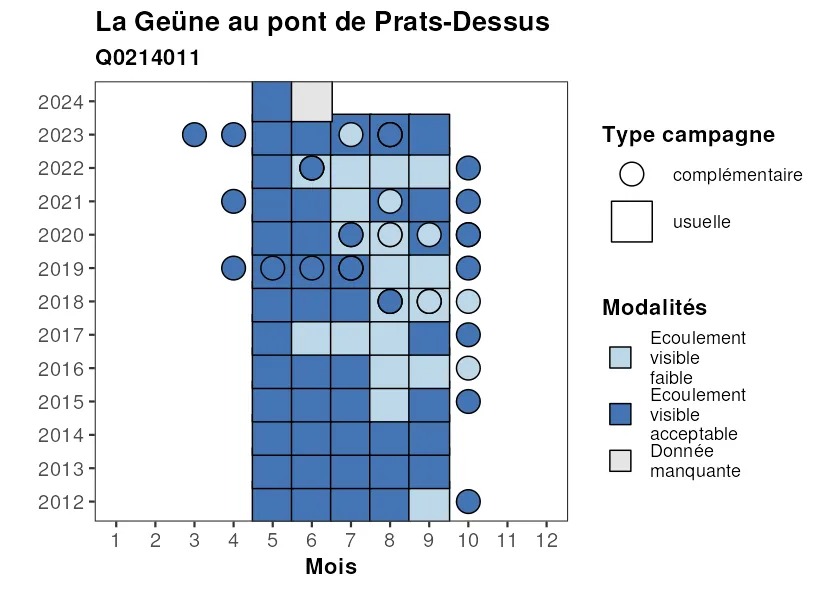 La Geüne au pont de Prats-Dessus
Q0214011
2024
2023
2022
2021
2020
2019
2018
2017
2016
2015
2014
2013
2012
1 2 3 4 5 6 7 8 9 10 11 12
Mois
Type campagne
complémentaire
usuelle
Modalités
Ecoulement
visible
faible
Ecoulement
visible
acceptable
Donnée
manquante